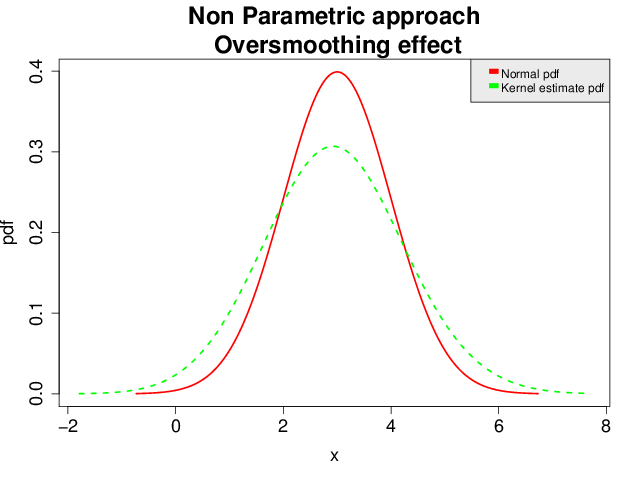 Non Parametric approach
Oversmoothing effect
Normal pdf
Kernel estimate pdf
pdf
0.4
0.3
0.2
0.1
0.0
−2 0 2 4 6 8
x